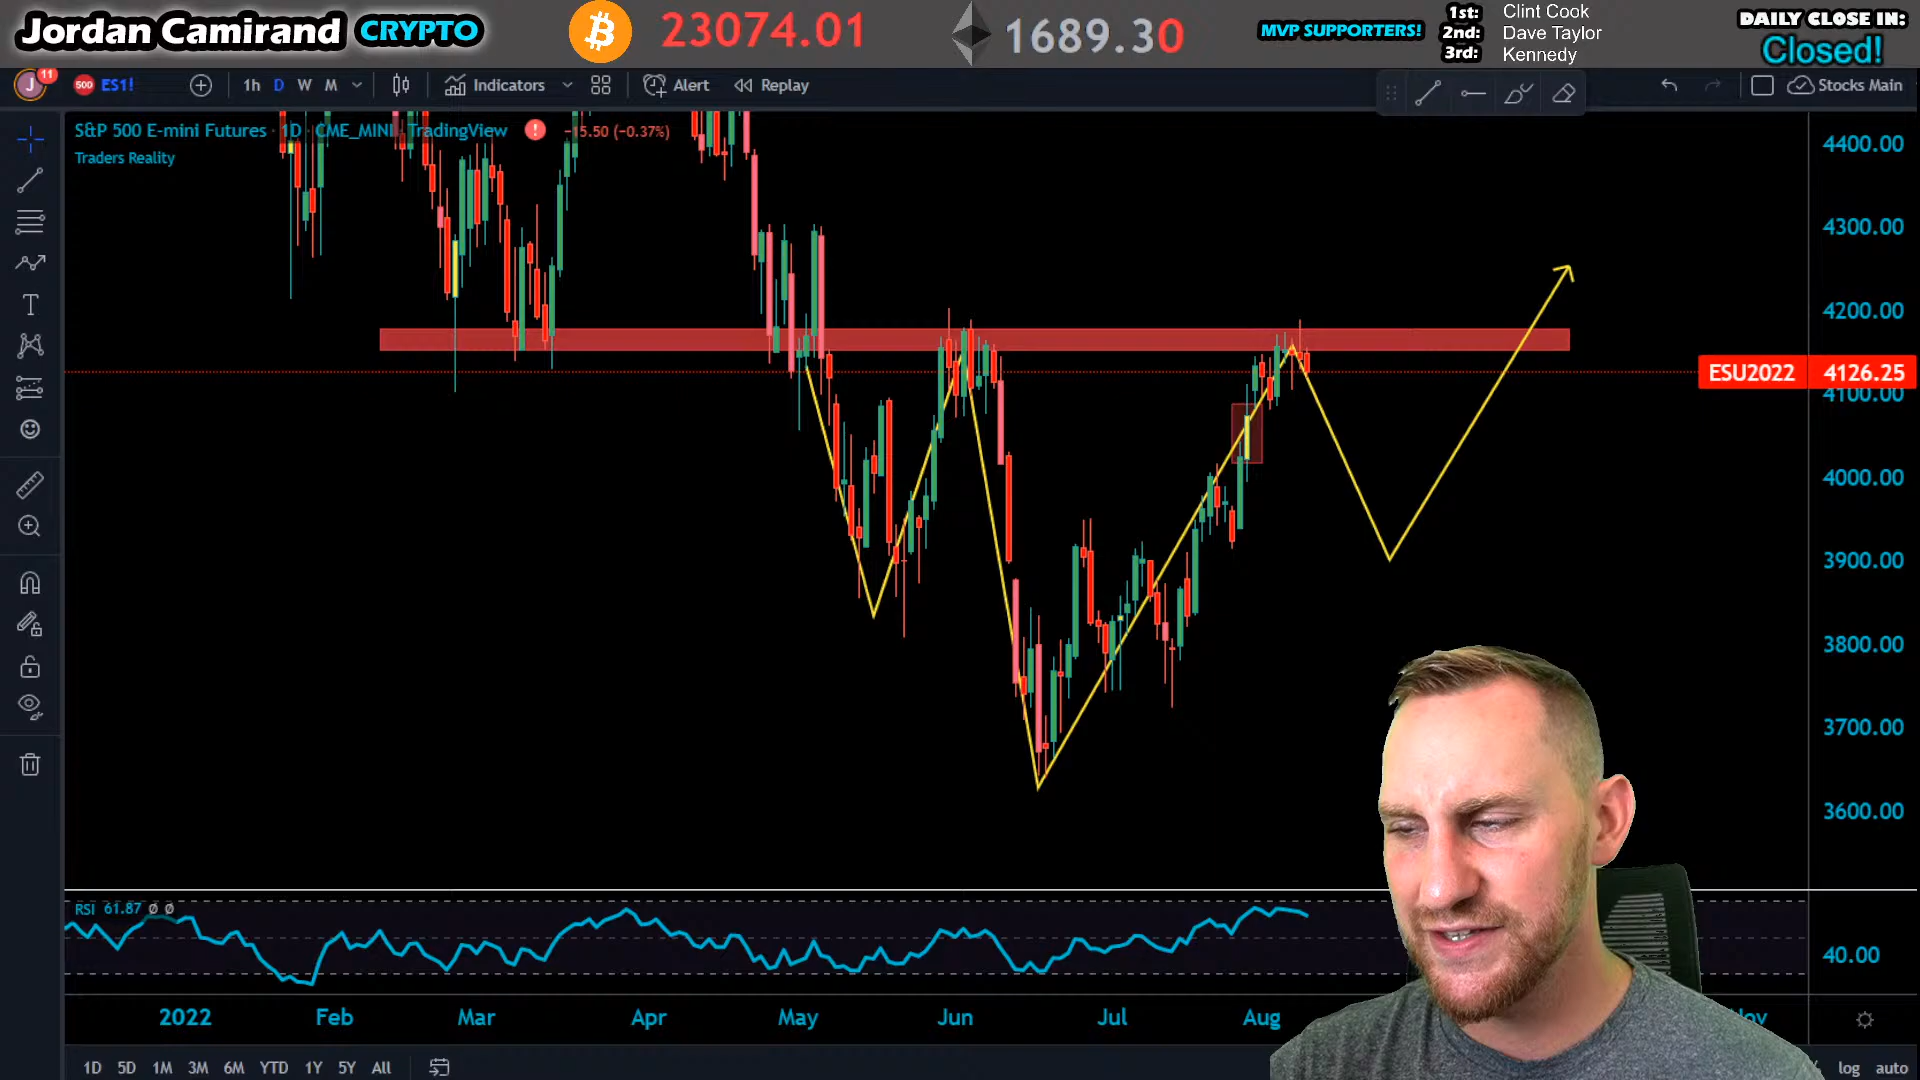 Jordan Camirand CRYPTO
23074.01
1689.30
MVP SUPPORTERS!
1st: Clint Cook
2nd: Dave Taylor
3rd: Kennedy
DAILY CLOSE IN:
Closed!
J 11 500 ES1! 1h D W M Indicators Alert Replay Stocks Main
S&P 500 E-mini Futures · 1D · CME_MINI · TradingView ! −15.50 (−0.37%)
Traders Reality
4400.00
4300.00
4200.00
ESU2022 4126.25
4100.00
4000.00
3900.00
3800.00
3700.00
3600.00
RSI 61.87 ø ø
40.00
2022 Feb Mar Apr May Jun Jul Aug
1D 5D 1M 3M 6M YTD 1Y 5Y All log auto